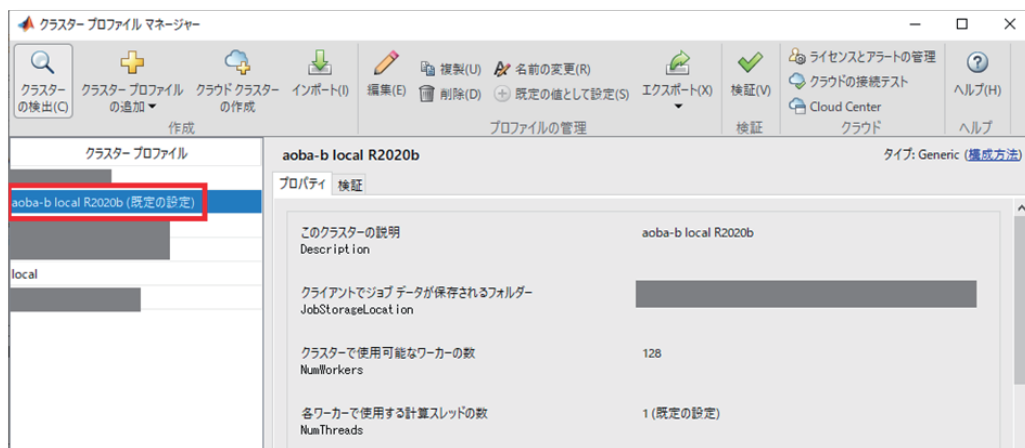 クラスター プロファイル マネージャー
クラスターの検出(C)
クラスター プロファイルの追加
クラウド クラスターの作成
インポート(I)
作成
編集(E)
複製(U)
名前の変更(R)
削除(D)
既定の値として設定(S)
エクスポート(X)
プロファイルの管理
検証(V)
検証
ライセンスとアラートの管理
クラウドの接続テスト
Cloud Center
クラウド
ヘルプ(H)
ヘルプ
クラスター プロファイル
aoba-b local R2020b (既定の設定)
local
aoba-b local R2020b
タイプ: Generic (構成方法)
プロパティ 検証
このクラスターの説明
Description
aoba-b local R2020b
クライアントでジョブ データが保存されるフォルダー
JobStorageLocation
クラスターで使用可能なワーカーの数
NumWorkers
128
各ワーカーで使用する計算スレッドの数
NumThreads
1 (既定の設定)